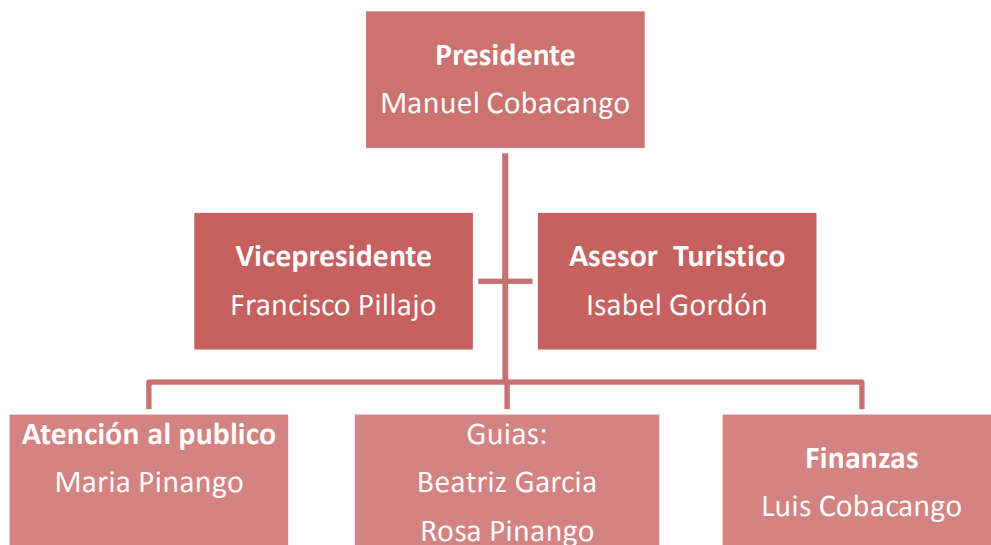 Presidente
Manuel Cobacango
Vicepresidente
Francisco Pillajo
Asesor Turistico
Isabel Gordón
Atención al publico
Maria Pinango
Guias:
Beatriz Garcia
Rosa Pinango
Finanzas
Luis Cobacango